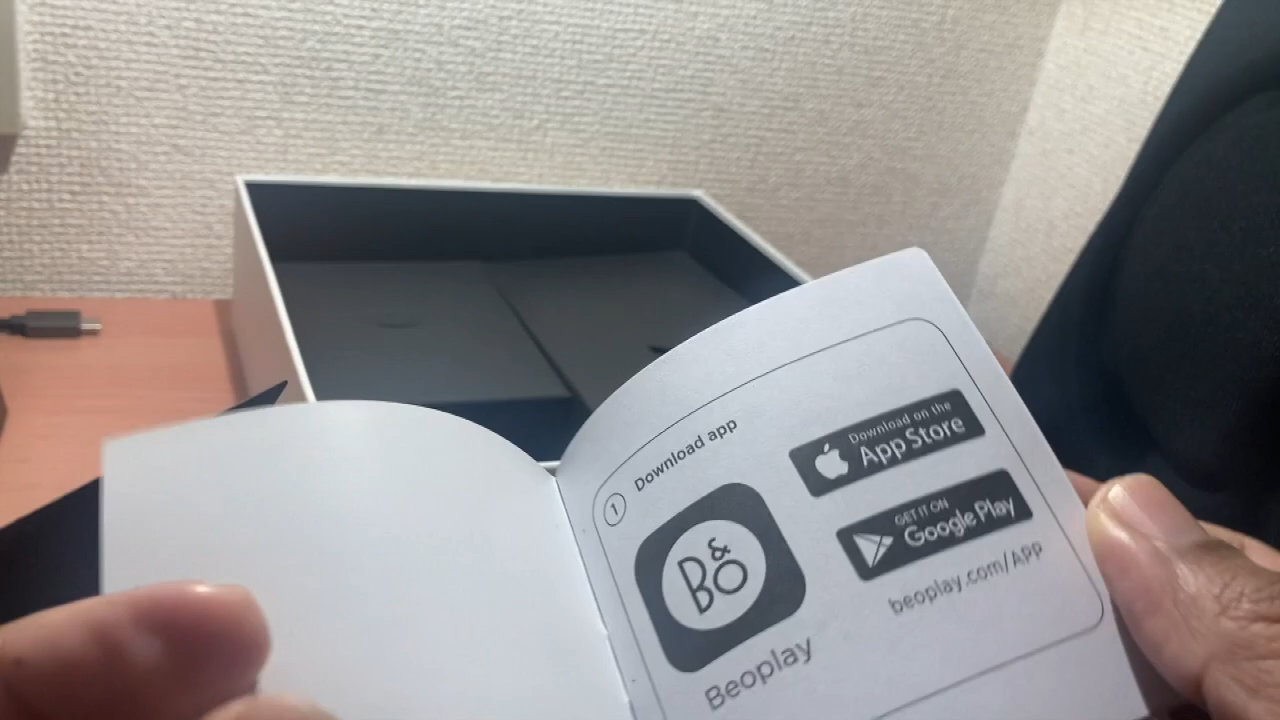 1 Download app
B&O
Beoplay
Download on the
App Store
GET IT ON
Google Play
beoplay.com/APP